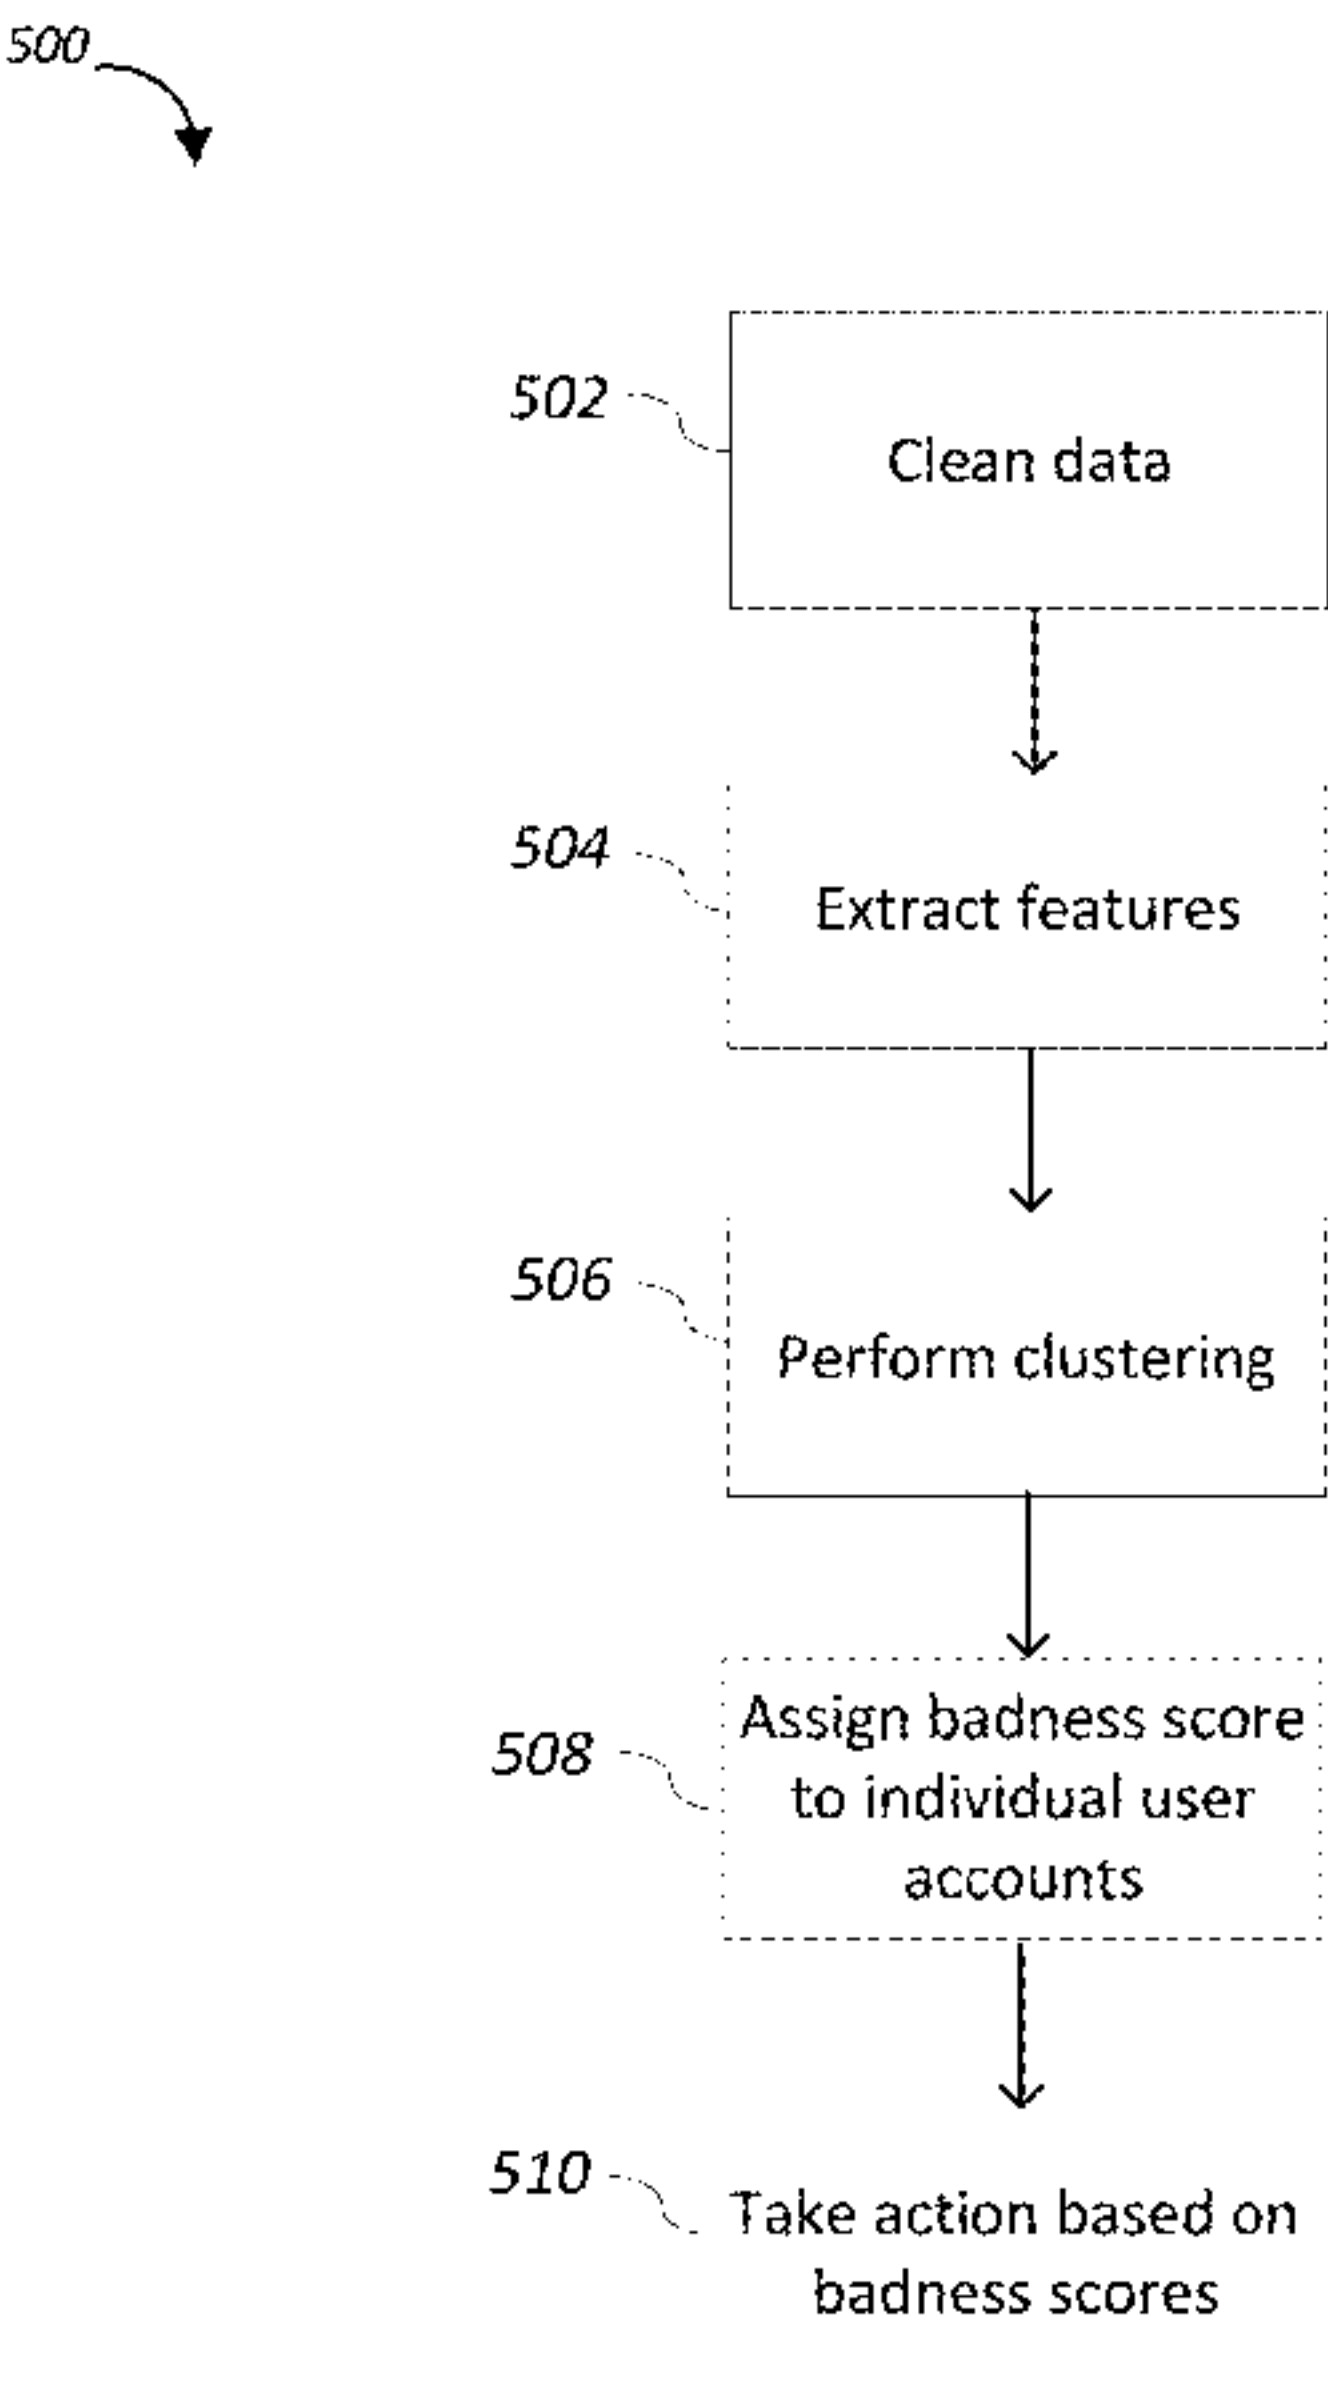 500
502
Clean data
504
Extract features
506
Perform clustering
508
Assign badness score
to individual user
accounts
510
Take action based on
badness scores